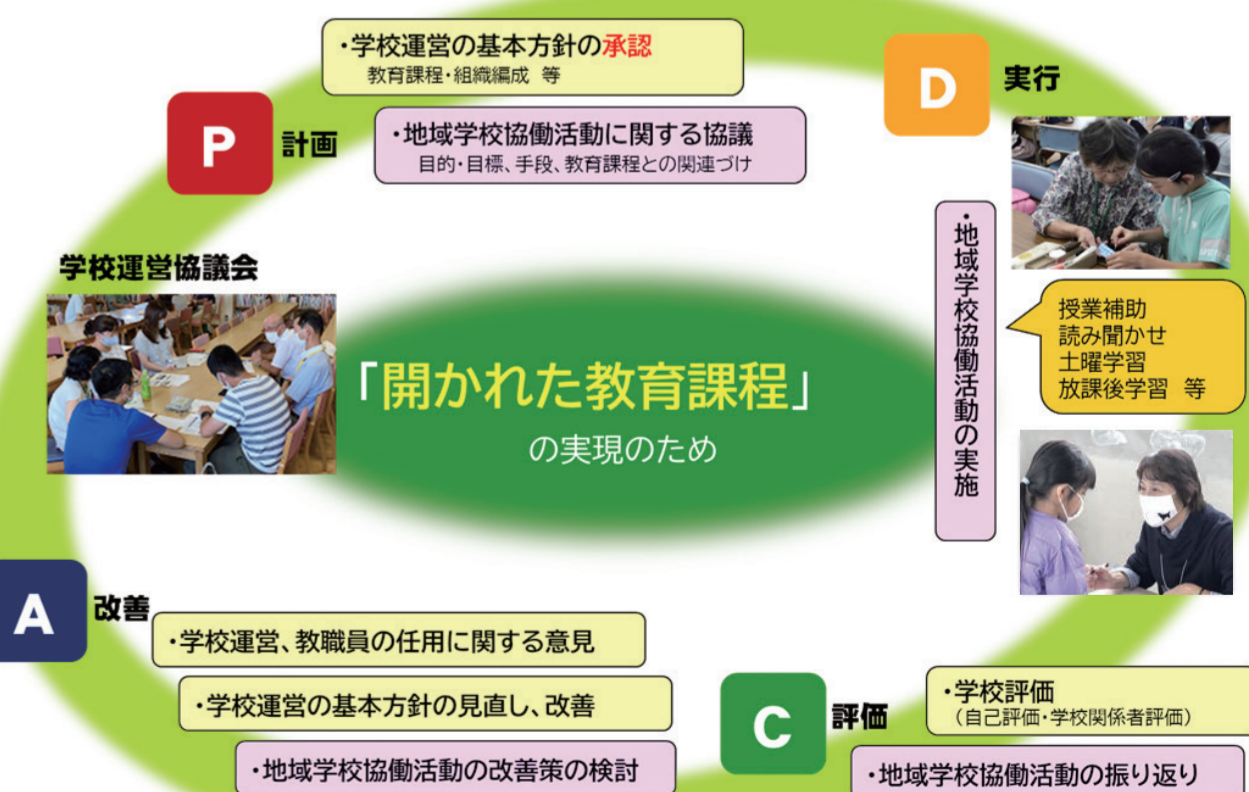 ・学校運営の基本方針の承認
教育課程・組織編成 等
P
計画
・地域学校協働活動に関する協議
目的・目標、手段、教育課程との関連づけ
D
実行
・地域学校協働活動の実施
授業補助
読み聞かせ
土曜学習
放課後学習 等
学校運営協議会
「開かれた教育課程」
の実現のため
C
評価
・学校評価
(自己評価・学校関係者評価)
・地域学校協働活動の振り返り
A
改善
・学校運営、教職員の任用に関する意見
・学校運営の基本方針の見直し、改善
・地域学校協働活動の改善策の検討